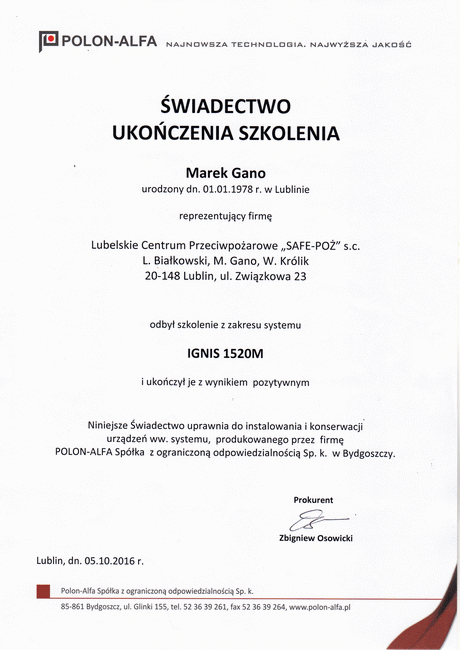 POLON-ALFA NAJNOWSZA TECHNOLOGIA. NAJWYŻSZA JAKOŚĆ
ŚWIADECTWO
UKOŃCZENIA SZKOLENIA
Marek Gano
urodzony dn. 01.01.1978 r. w Lublinie
reprezentujący firmę
Lubelskie Centrum Przeciwpożarowe „SAFE-POŻ” s.c.
L. Białkowski, M. Gano, W. Królik
20-148 Lublin, ul. Związkowa 23
odbył szkolenie z zakresu systemu
IGNIS 1520M
i ukończył je z wynikiem pozytywnym
Niniejsze Świadectwo uprawnia do instalowania i konserwacji
urządzeń ww. systemu, produkowanego przez firmę
POLON-ALFA Spółka z ograniczoną odpowiedzialnością Sp. k. w Bydgoszczy.
Prokurent
Zbigniew Osowicki
Lublin, dn. 05.10.2016 r.
Polon-Alfa Spółka z ograniczoną odpowiedzialnością Sp. k.
85-861 Bydgoszcz, ul. Glinki 155, tel. 52 36 39 261, fax 52 36 39 264, www.polon-alfa.pl